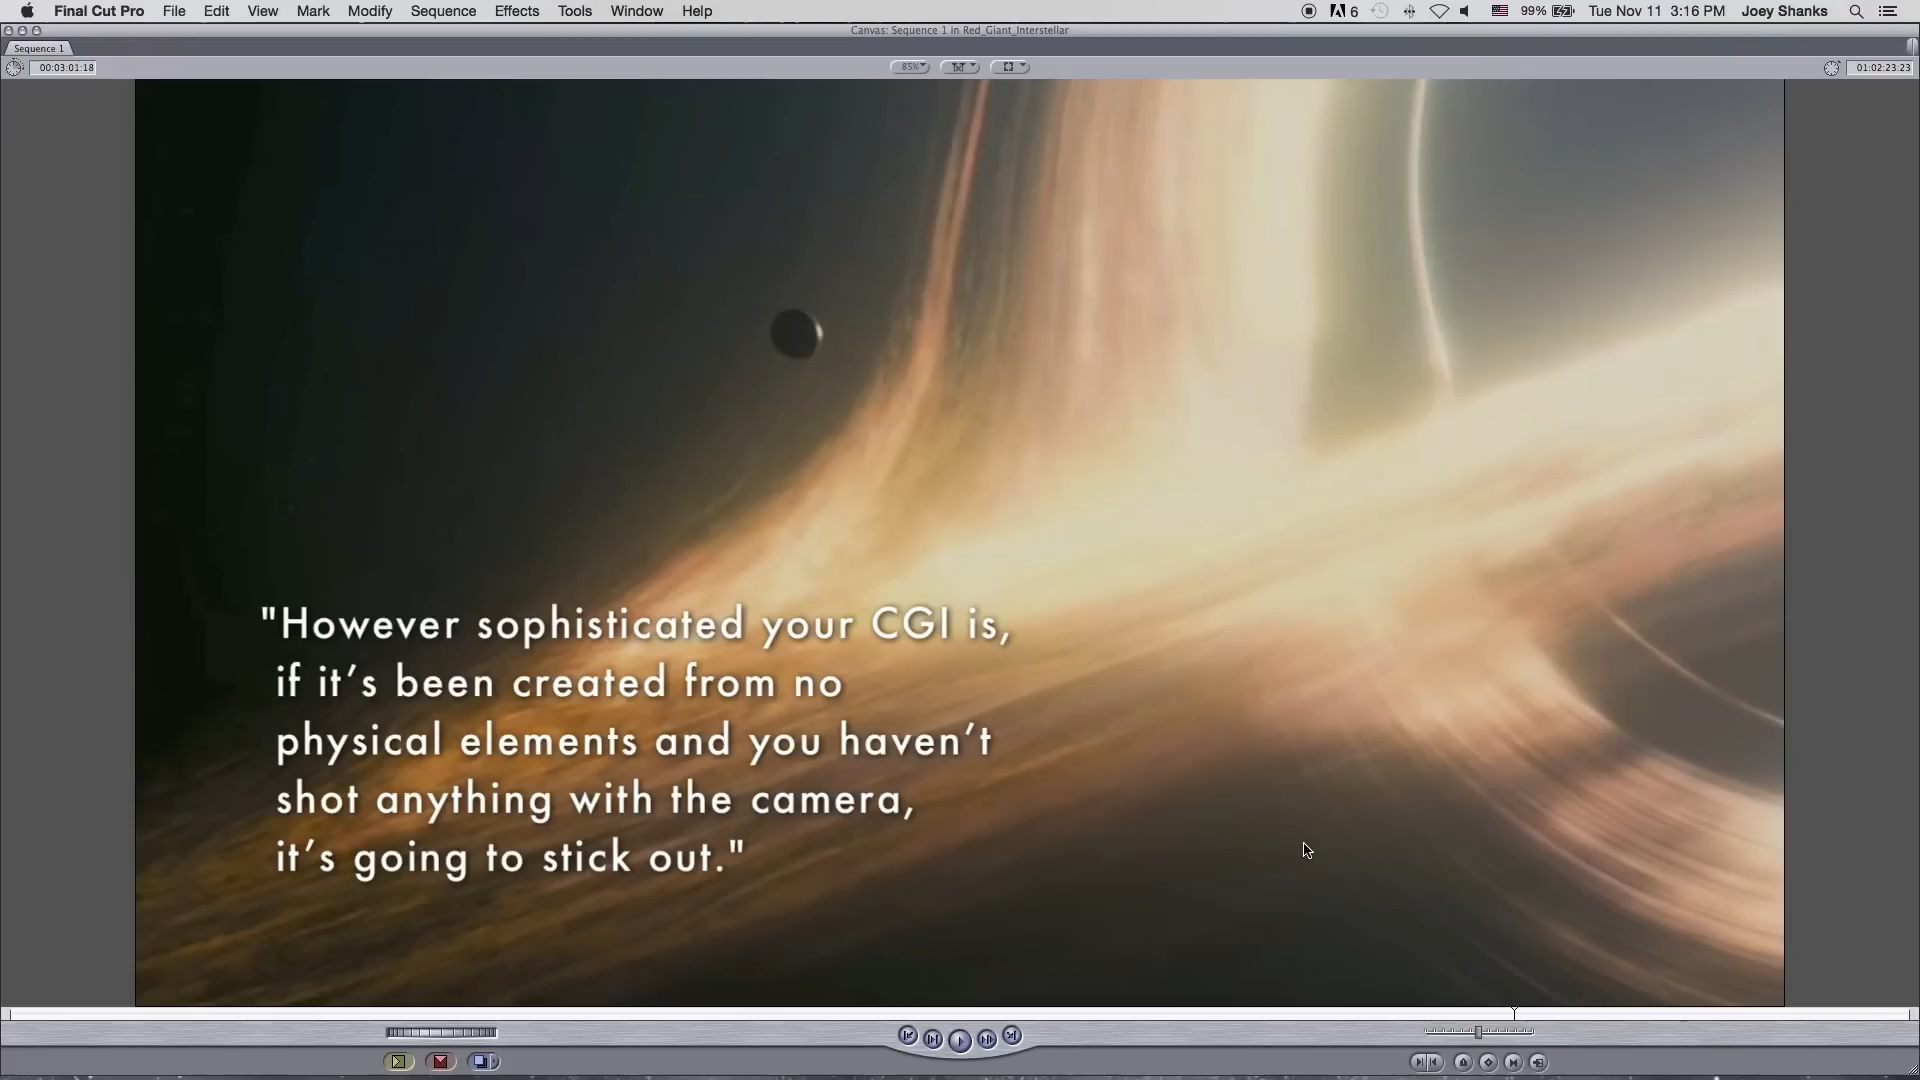 Final Cut Pro File Edit View Mark Modify Sequence Effects Tools Window Help 6 99% Tue Nov 11 3:16 PM Joey Shanks
Canvas: Sequence 1 in Red_Giant_Interstellar
Sequence 1
00:03:01:18 85% 01:02:23:23
"However sophisticated your CGI is,
if it’s been created from no
physical elements and you haven’t
shot anything with the camera,
it’s going to stick out."